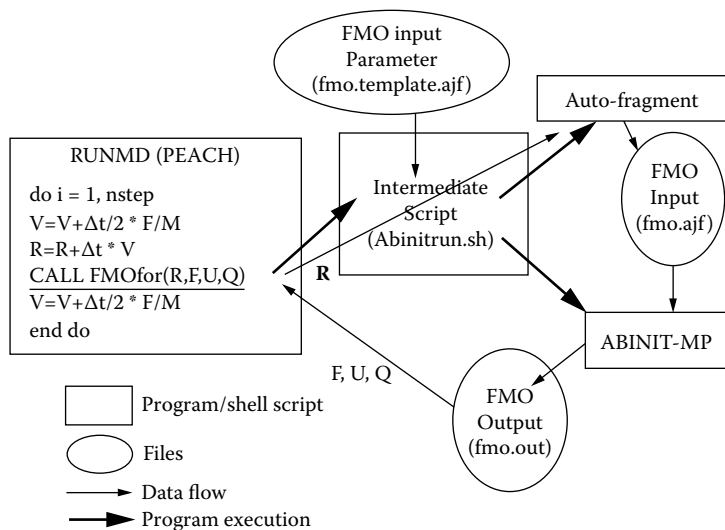 FMO input
Parameter
(fmo.template.ajf)
Auto-fragment
RUNMD (PEACH)
do i = 1, nstep
V=V+Δt/2 * F/M
R=R+Δt * V
CALL FMOfor(R,F,U,Q)
V=V+Δt/2 * F/M
end do
Intermediate
Script
(Abinitrun.sh)
FMO
Input
(fmo.ajf)
R
ABINIT-MP
F, U, Q
FMO
Output
(fmo.out)
Program/shell script
Files
Data flow
Program execution